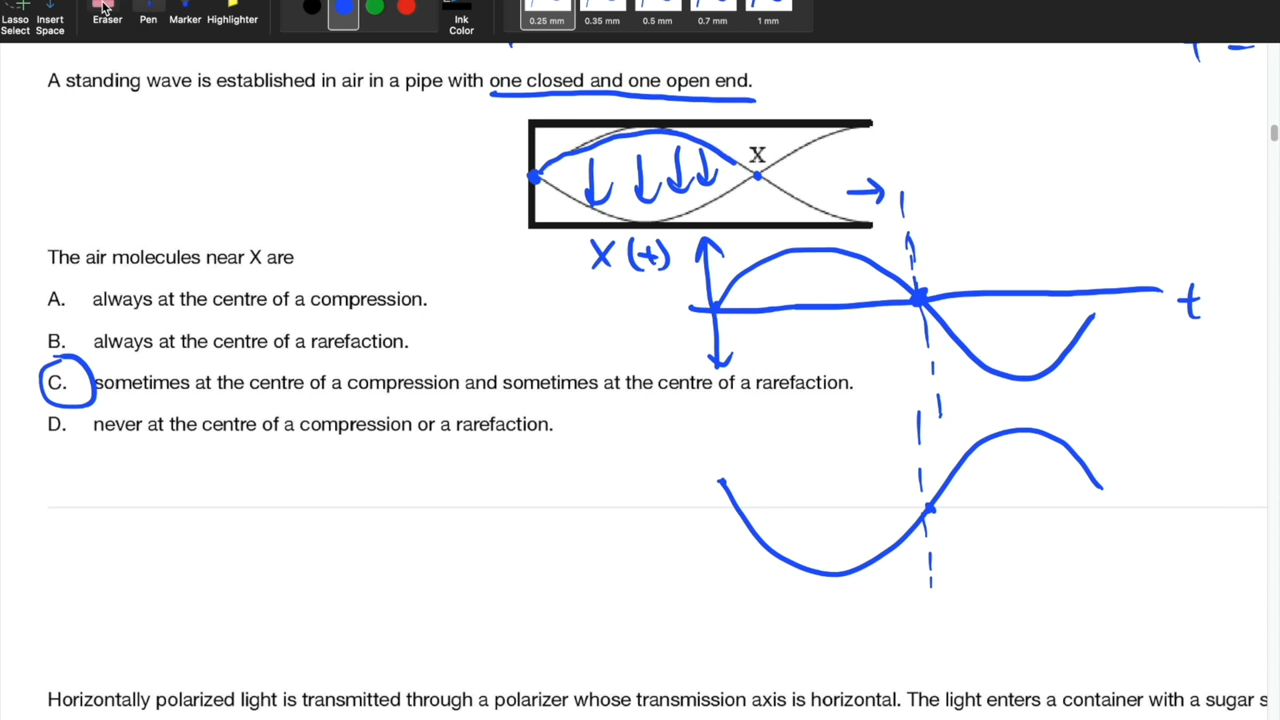 Lasso Select
Insert Space
Eraser
Pen
Marker
Highlighter
Ink Color
0.25 mm
0.35 mm
0.5 mm
0.7 mm
1 mm
A standing wave is established in air in a pipe with one closed and one open end.
X
x (t)
t
The air molecules near X are
A. always at the centre of a compression.
B. always at the centre of a rarefaction.
C. sometimes at the centre of a compression and sometimes at the centre of a rarefaction.
D. never at the centre of a compression or a rarefaction.
Horizontally polarized light is transmitted through a polarizer whose transmission axis is horizontal. The light enters a container with a sugar s